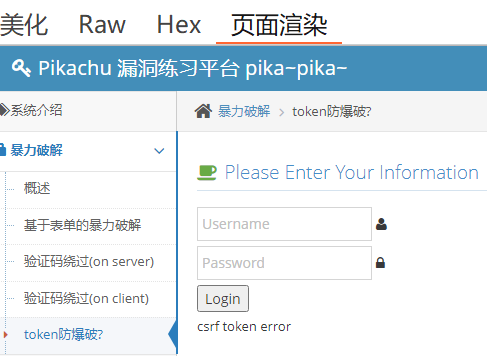 美化 Raw Hex 页面渲染
Pikachu 漏洞练习平台 pika~pika~
系统介绍
暴力破解 > token防爆破?
暴力破解
概述
基于表单的暴力破解
验证码绕过(on server)
验证码绕过(on client)
token防爆破?
Please Enter Your Information
Username
Password
Login
csrf token error